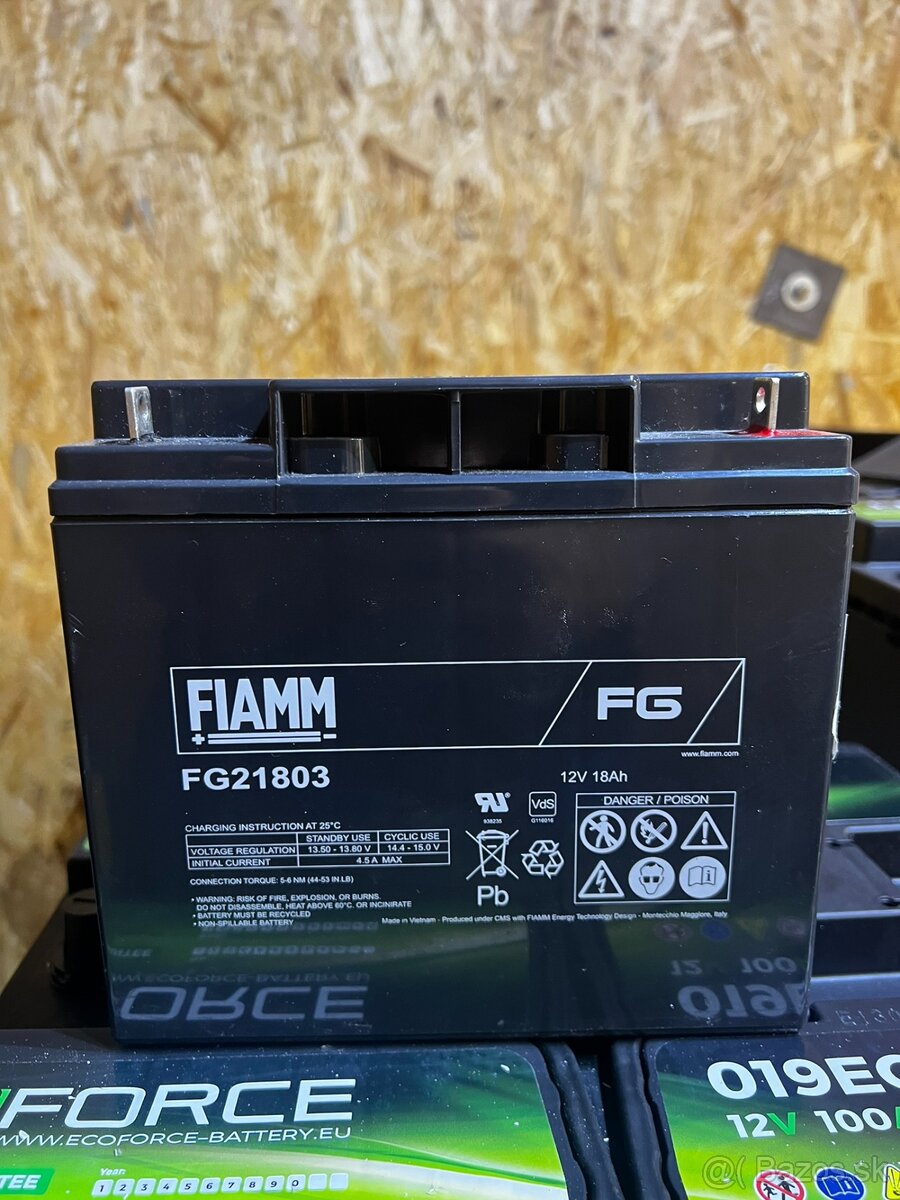 FIAMM
FG
www.fiamm.com
FG21803
12V 18Ah
VdS
G116016
DANGER / POISON
CHARGING INSTRUCTION AT 25°C
STANDBY USE CYCLIC USE
VOLTAGE REGULATION 13.50 - 13.80 V 14.4 - 15.0 V
INITIAL CURRENT 4.5 A MAX
CONNECTION TORQUE: 5-6 NM (44-53 IN LB)
Pb
• WARNING: RISK OF FIRE, EXPLOSION, OR BURNS.
DO NOT DISASSEMBLE, HEAT ABOVE 60°C. OR INCINIRATE
• BATTERY MUST BE RECYCLED
• NON-SPILLABLE BATTERY
Made in Vietnam - Produced under CMS with FIAMM Energy Technology Design - Montecchio Maggiore, Italy
FORCE
WWW.ECOFORCE-BATTERY.EU
TEE
Year:
1 2 3 4 5 6 7 8 9 0
019EC
12V 100
Bazos.sk